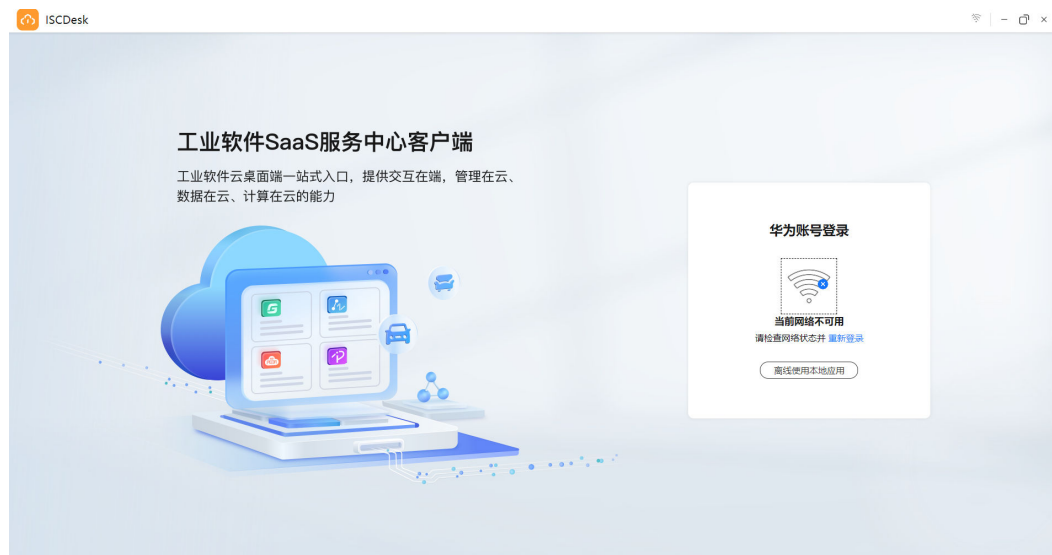 ISCDesk
工业软件SaaS服务中心客户端
工业软件云桌面端一站式入口，提供交互在端，管理在云、
数据在云、计算在云的能力
华为账号登录
当前网络不可用
请检查网络状态并 重新登录
离线使用本地应用